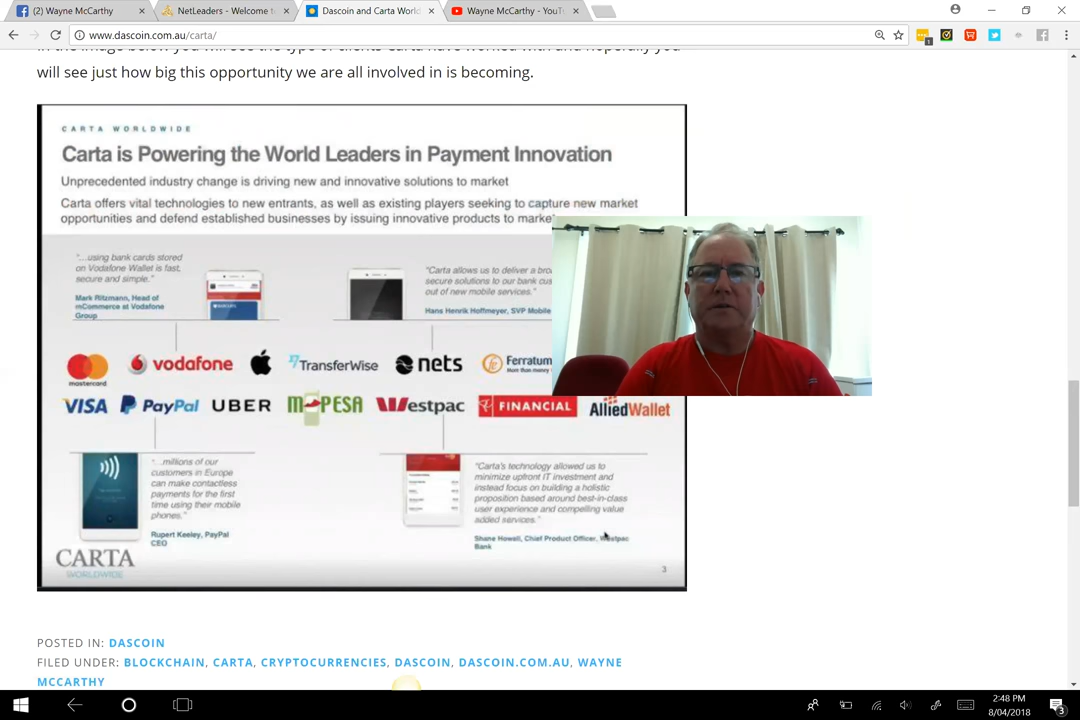 (2) Wayne McCarthy
NetLeaders - Welcome t
Dascoin and Carta World
Wayne McCarthy - YouT
www.dascoin.com.au/carta/
will see just how big this opportunity we are all involved in is becoming.
CARTA WORLDWIDE
Carta is Powering the World Leaders in Payment Innovation
Unprecedented industry change is driving new and innovative solutions to market
Carta offers vital technologies to new entrants, as well as existing players seeking to capture new market
opportunities and defend established businesses by issuing innovative products to market
"...using bank cards stored
on Vodafone Wallet is fast,
secure and simple."
Mark Ritzmann, Head of
mCommerce at Vodafone
Group
"Carta allows us to deliver a
secure solutions to our bank
out of new mobile services."
Hans Henrik Hoffmeyer, SVP Mobile
mastercard
vodafone
TransferWise
nets
Ferratum
More than money
VISA PayPal UBER M-PESA Westpac FINANCIAL AlliedWallet
"...millions of our
customers in Europe
can make contactless
payments for the first
time using their mobile
phones."
Rupert Keeley, PayPal
CEO
"Carta's technology allowed us to
minimize upfront IT investment and
instead focus on building a holistic
proposition based around best-in-class
user experience and compelling value
added services."
Shane Howell, Chief Product Officer, Westpac
Bank
CARTA
WORLDWIDE
3
POSTED IN: DASCOIN
FILED UNDER: BLOCKCHAIN, CARTA, CRYPTOCURRENCIES, DASCOIN, DASCOIN.COM.AU, WAYNE
MCCARTHY
2:48 PM
8/04/2018
3